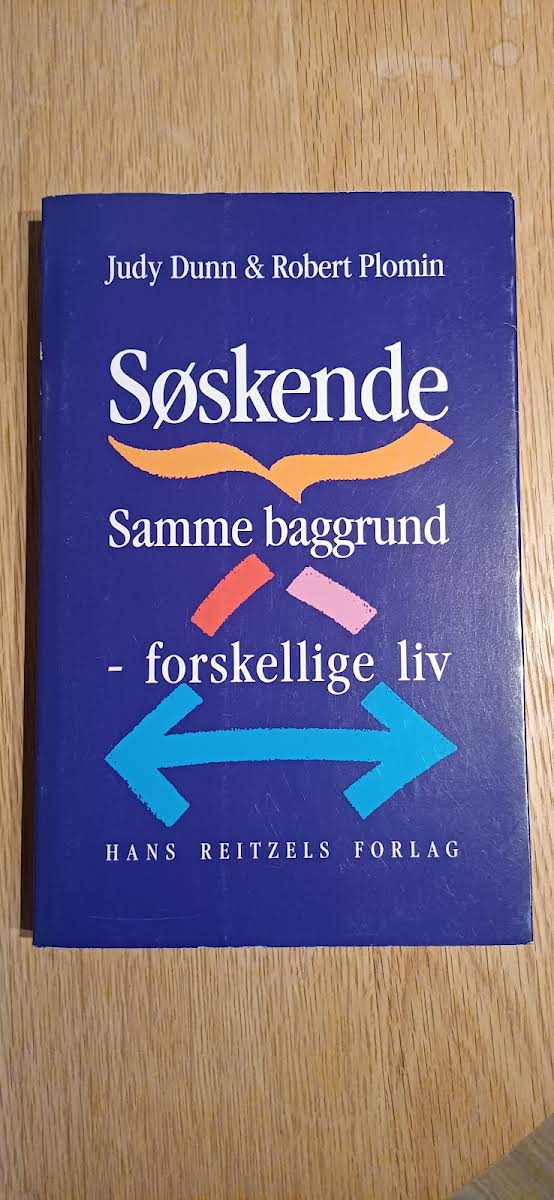 Judy Dunn & Robert Plomin
Søskende
Samme baggrund
- forskellige liv
HANS REITZELS FORLAG